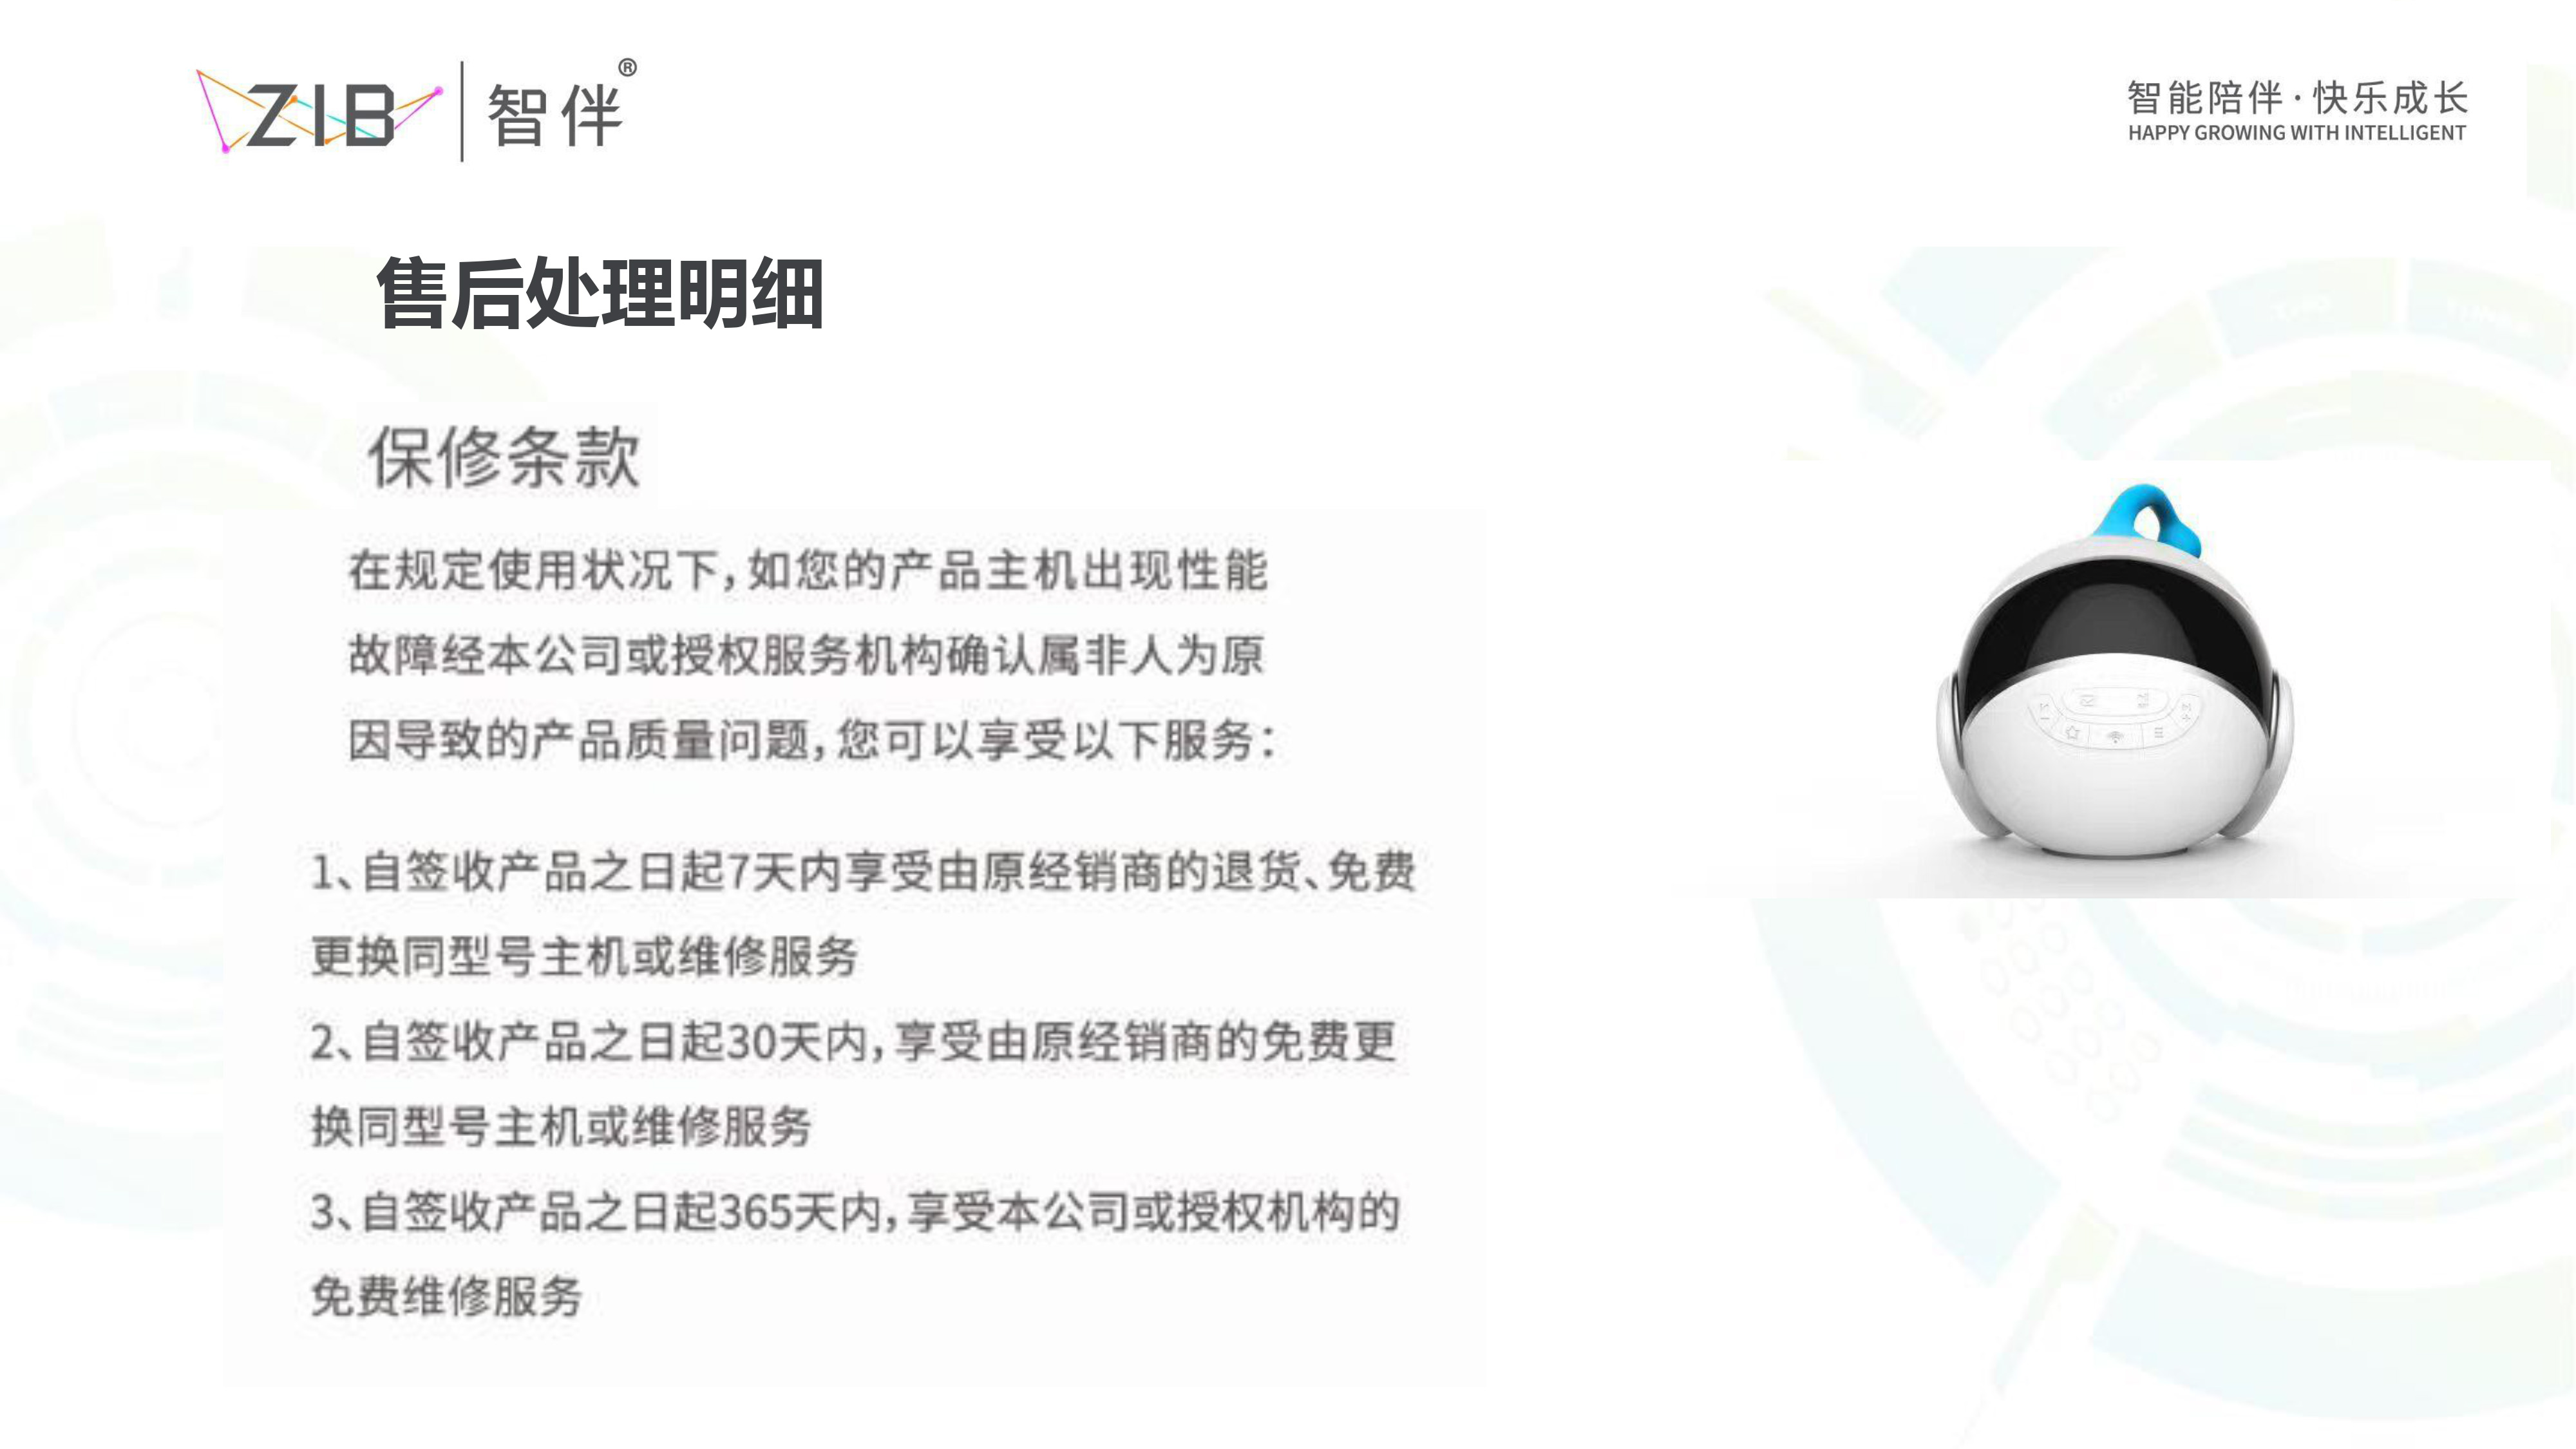 ZIB 智伴®
智能陪伴·快乐成长
HAPPY GROWING WITH INTELLIGENT
售后处理明细
保修条款
在规定使用状况下,如您的产品主机出现性能
故障经本公司或授权服务机构确认属非人为原
因导致的产品质量问题,您可以享受以下服务:
1、自签收产品之日起7天内享受由原经销商的退货、免费
更换同型号主机或维修服务
2、自签收产品之日起30天内,享受由原经销商的免费更
换同型号主机或维修服务
3、自签收产品之日起365天内,享受本公司或授权机构的
免费维修服务